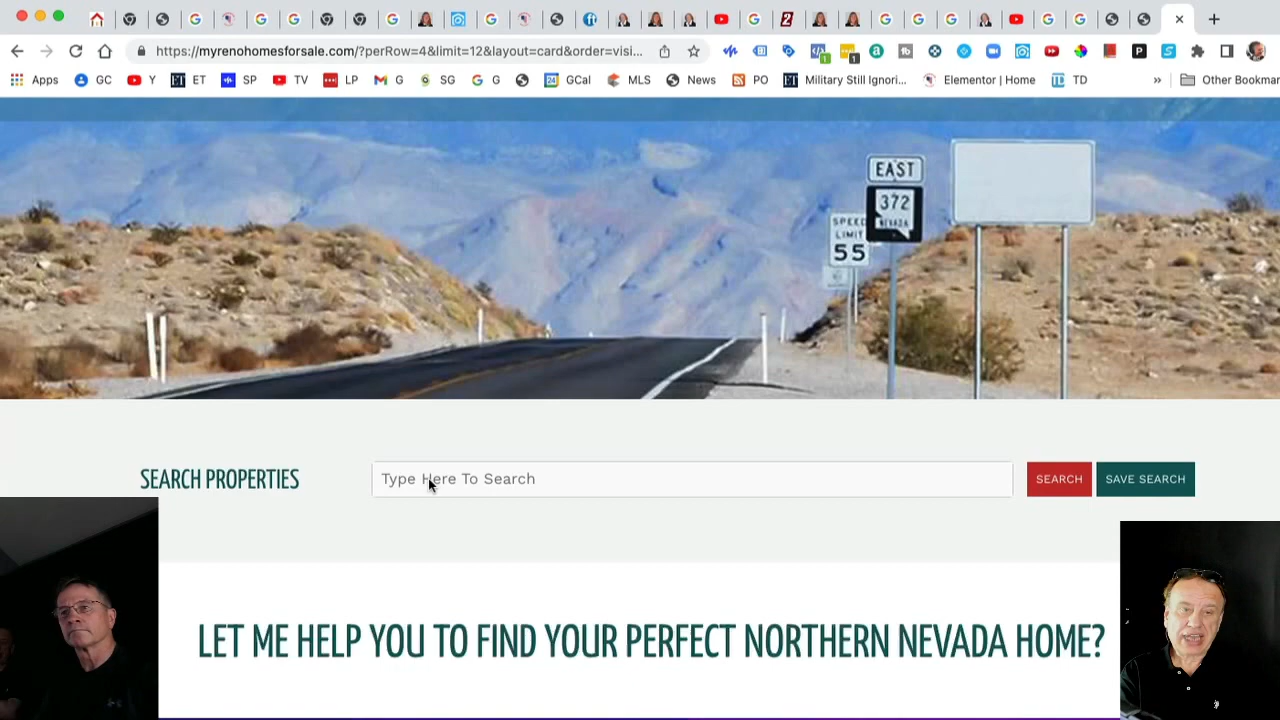 https://myrenohomesforsale.com/?perRow=4&limit=12&layout=card&order=visi...
Apps GC Y ET SP TV LP G SG G GCal MLS News PO Military Still Ignori... Elementor | Home TD » Other Bookmar
EAST
372
NEVADA
SPEED
LIMIT
55
SEARCH PROPERTIES
Type Here To Search
SEARCH
SAVE SEARCH
LET ME HELP YOU TO FIND YOUR PERFECT NORTHERN NEVADA HOME?